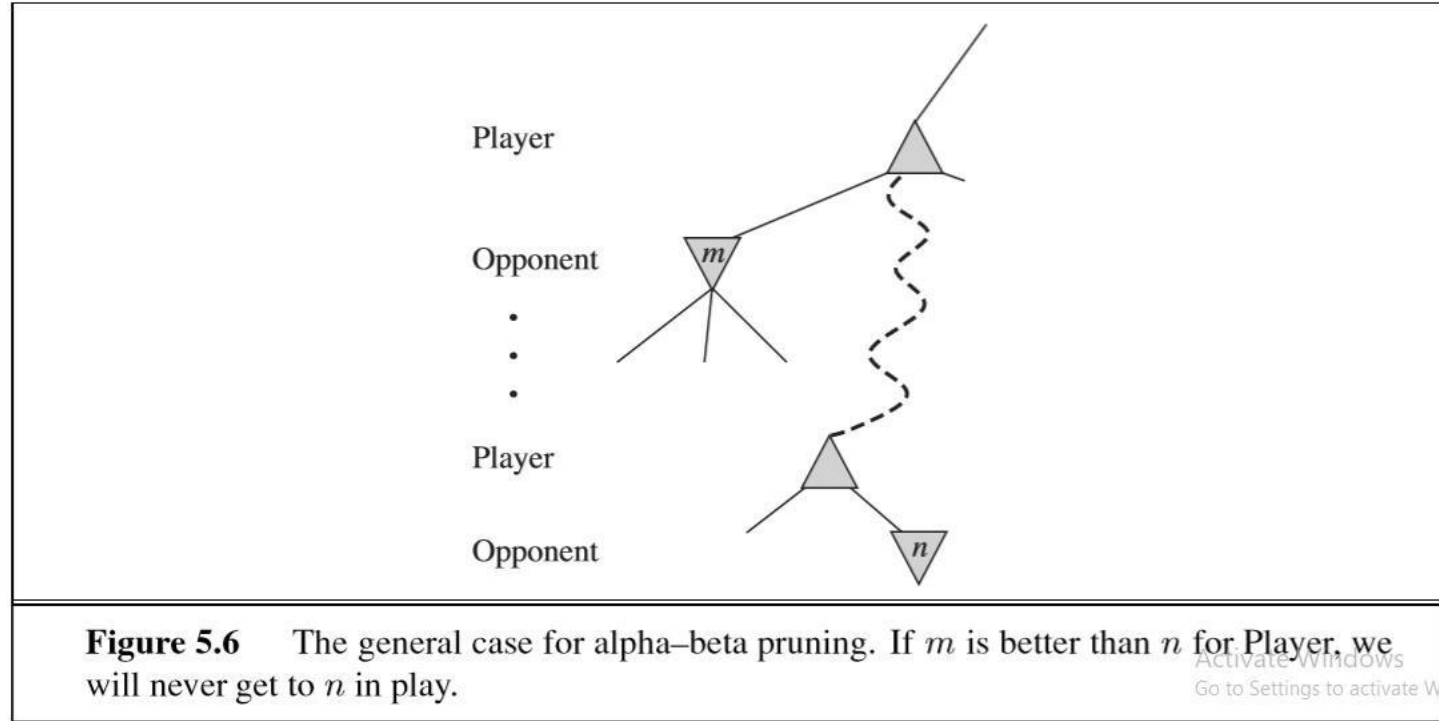 Player
m
Opponent
Player
Opponent
n
Figure 5.6 The general case for alpha–beta pruning. If m is better than n for Player, we
will never get to n in play.
Activate Windows
Go to Settings to activate W